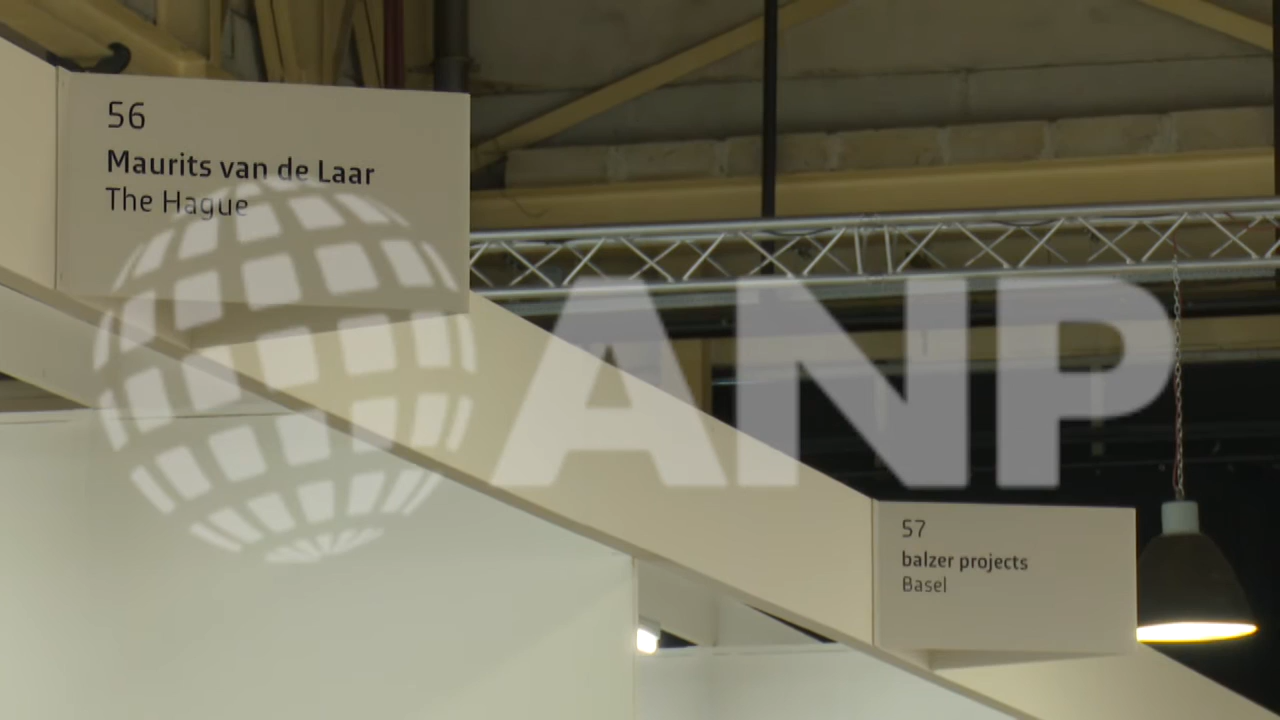 56
Maurits van de Laar
The Hague
ANP
57
balzer projects
Basel